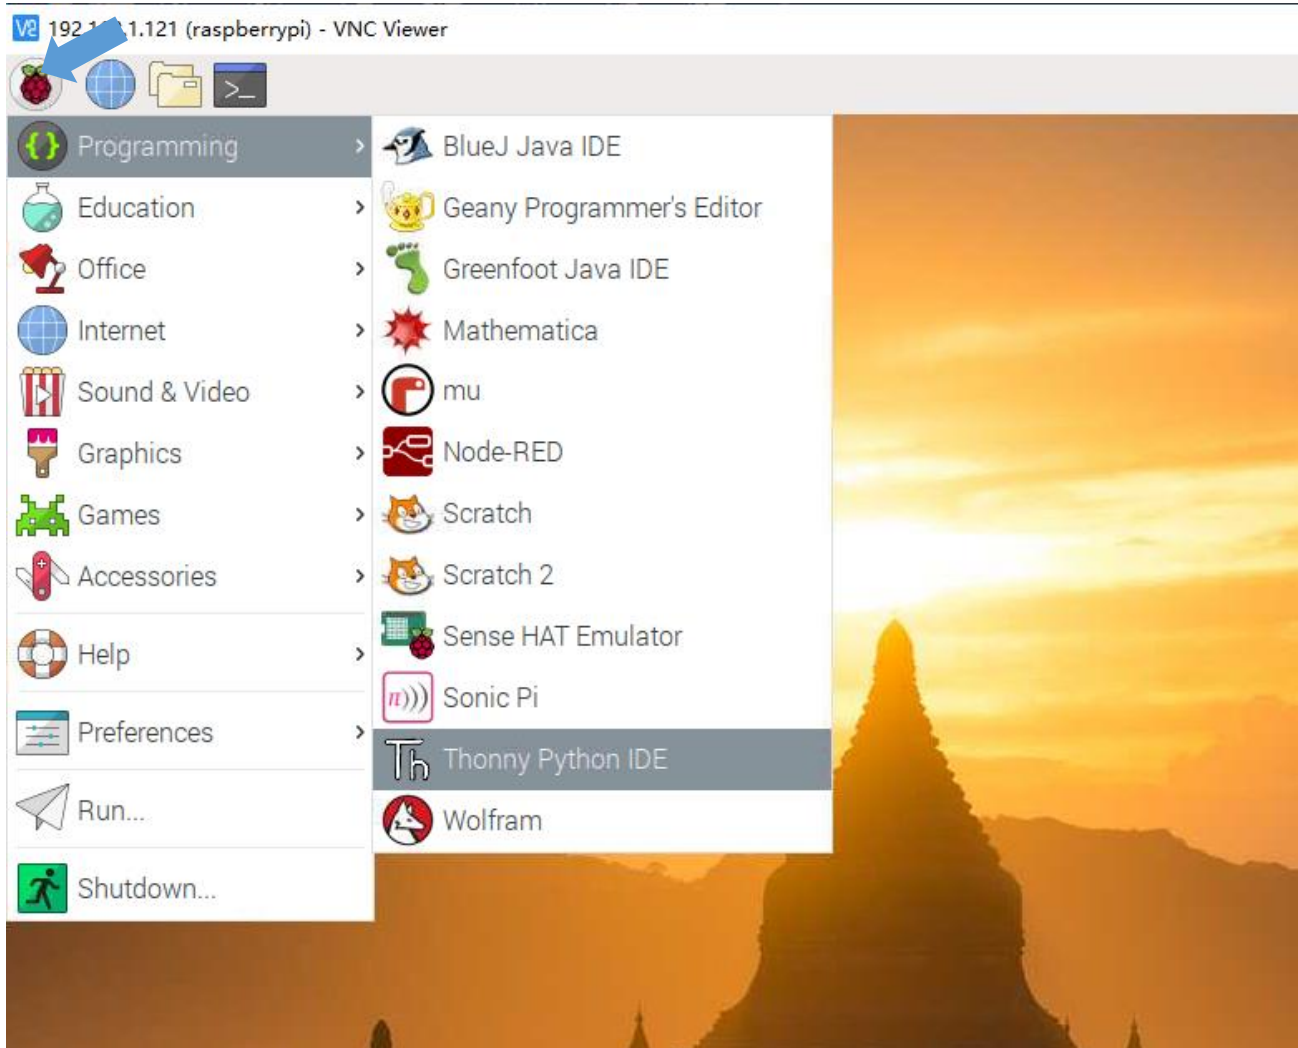 1.121 (raspberrypi) - VNC Viewer
>_
Programming
Education
Office
Internet
Sound & Video
Graphics
Games
Accessories
Help
Preferences
Run...
Shutdown...
BlueJ Java IDE
Geany Programmer's Editor
Greenfoot Java IDE
Mathematica
mu
Node-RED
Scratch
Scratch 2
Sense HAT Emulator
π)))
Sonic Pi
Th
Thonny Python IDE
Wolfram